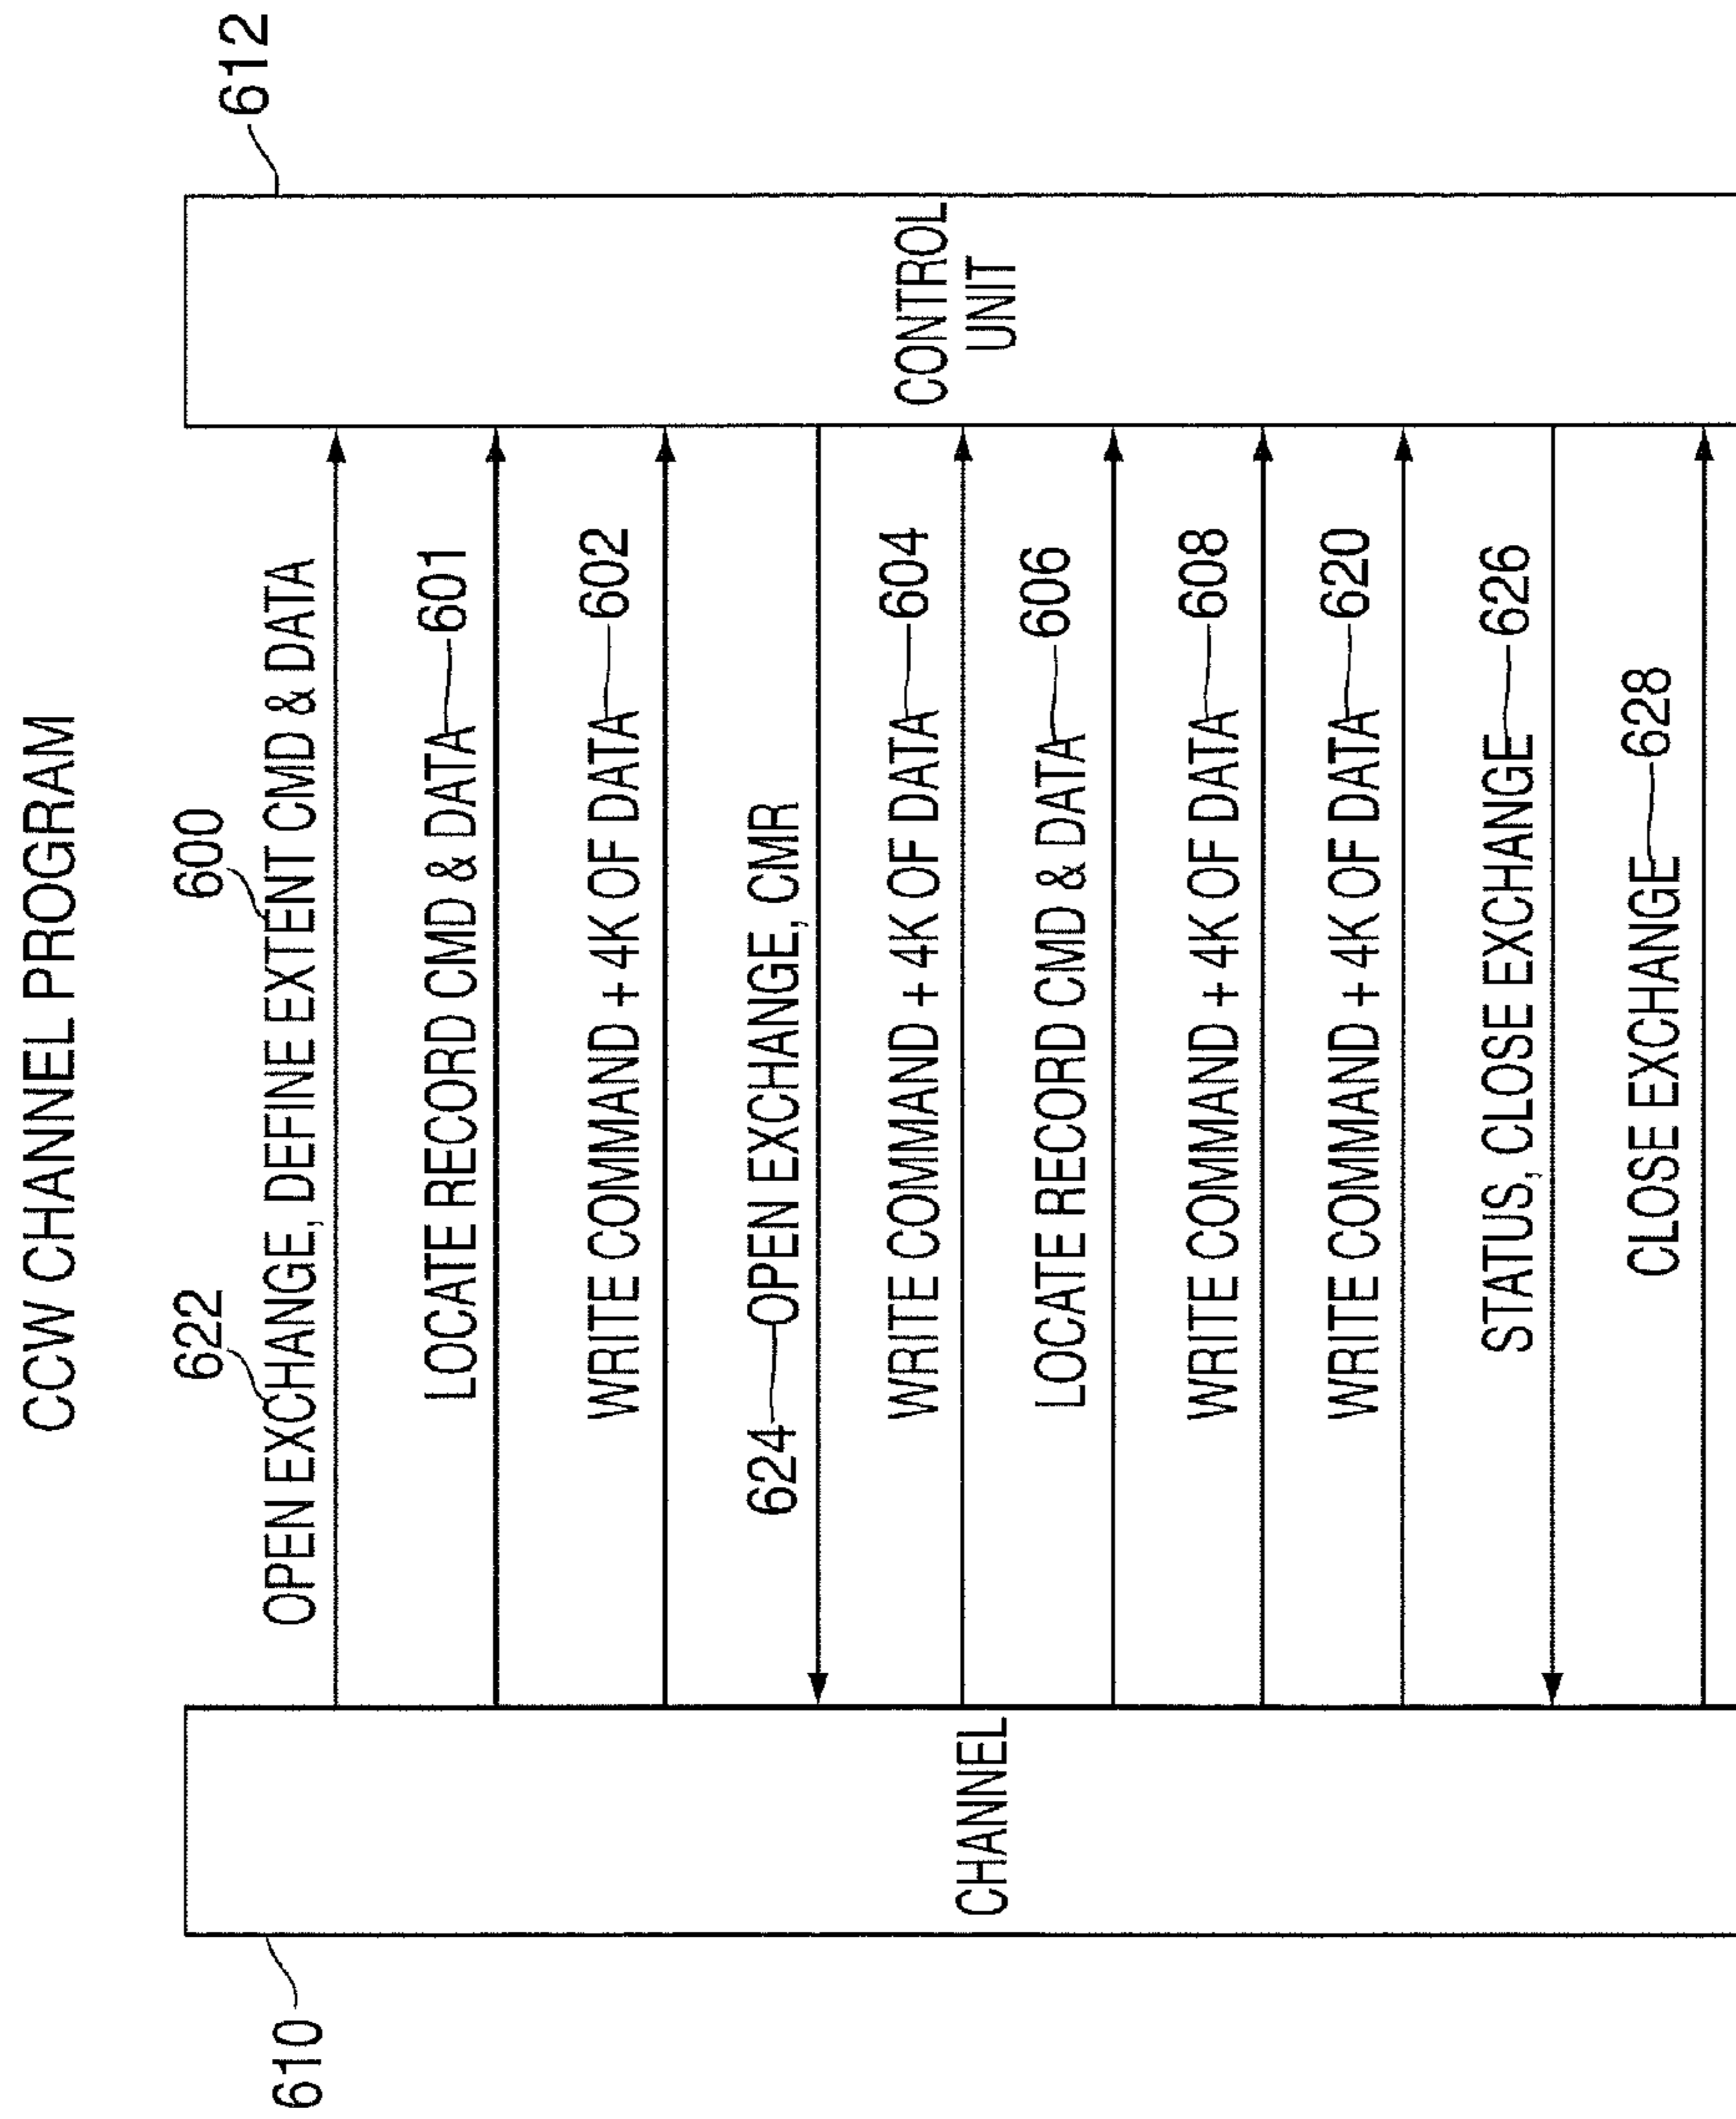 CCW CHANNEL PROGRAM
622
600
612
610
OPEN EXCHANGE, DEFINE EXTENT CMD & DATA
LOCATE RECORD CMD & DATA 601
WRITE COMMAND + 4K OF DATA 602
624 OPEN EXCHANGE, CMR
WRITE COMMAND + 4K OF DATA 604
CHANNEL
CONTROL
UNIT
LOCATE RECORD CMD & DATA 606
WRITE COMMAND + 4K OF DATA 608
WRITE COMMAND + 4K OF DATA 620
STATUS, CLOSE EXCHANGE 626
CLOSE EXCHANGE 628